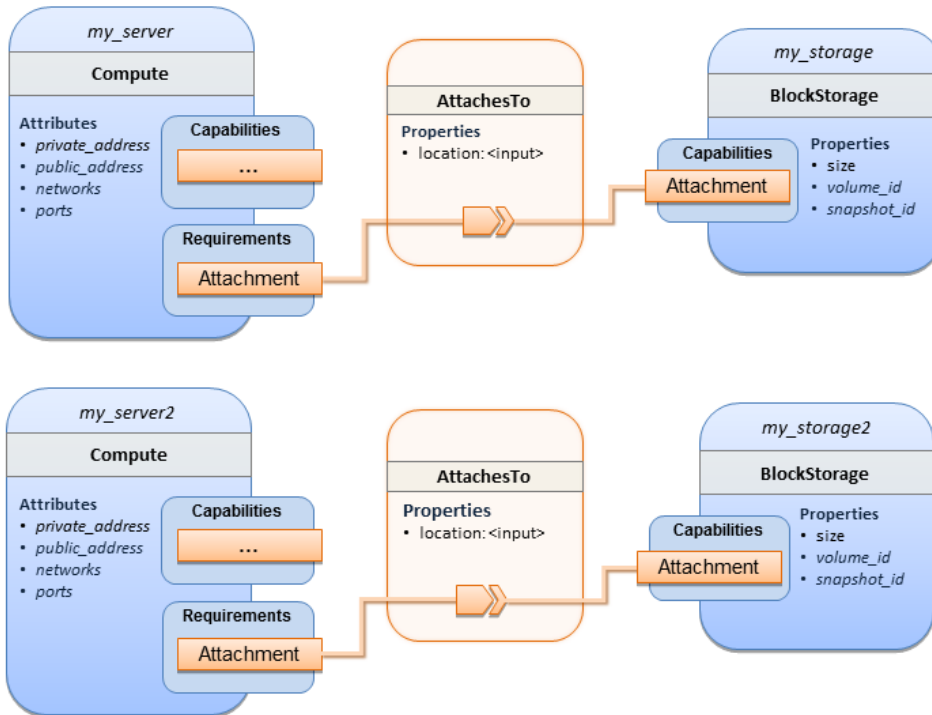 my_server
Compute
Attributes
• private_address
• public_address
• networks
• ports
Capabilities
...
Requirements
Attachment
AttachesTo
Properties
• location: <input>
my_storage
BlockStorage
Capabilities
Attachment
Properties
• size
• volume_id
• snapshot_id
my_server2
Compute
Attributes
• private_address
• public_address
• networks
• ports
Capabilities
...
Requirements
Attachment
AttachesTo
Properties
• location: <input>
my_storage2
BlockStorage
Capabilities
Attachment
Properties
• size
• volume_id
• snapshot_id